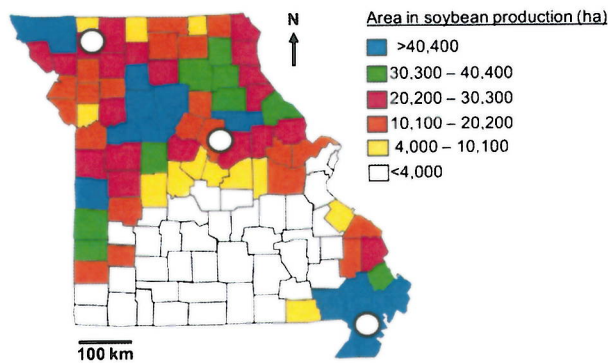 N
Area in soybean production (ha)
>40,400
30,300 – 40,400
20,200 – 30,300
10,100 – 20,200
4,000 – 10,100
<4,000
100 km